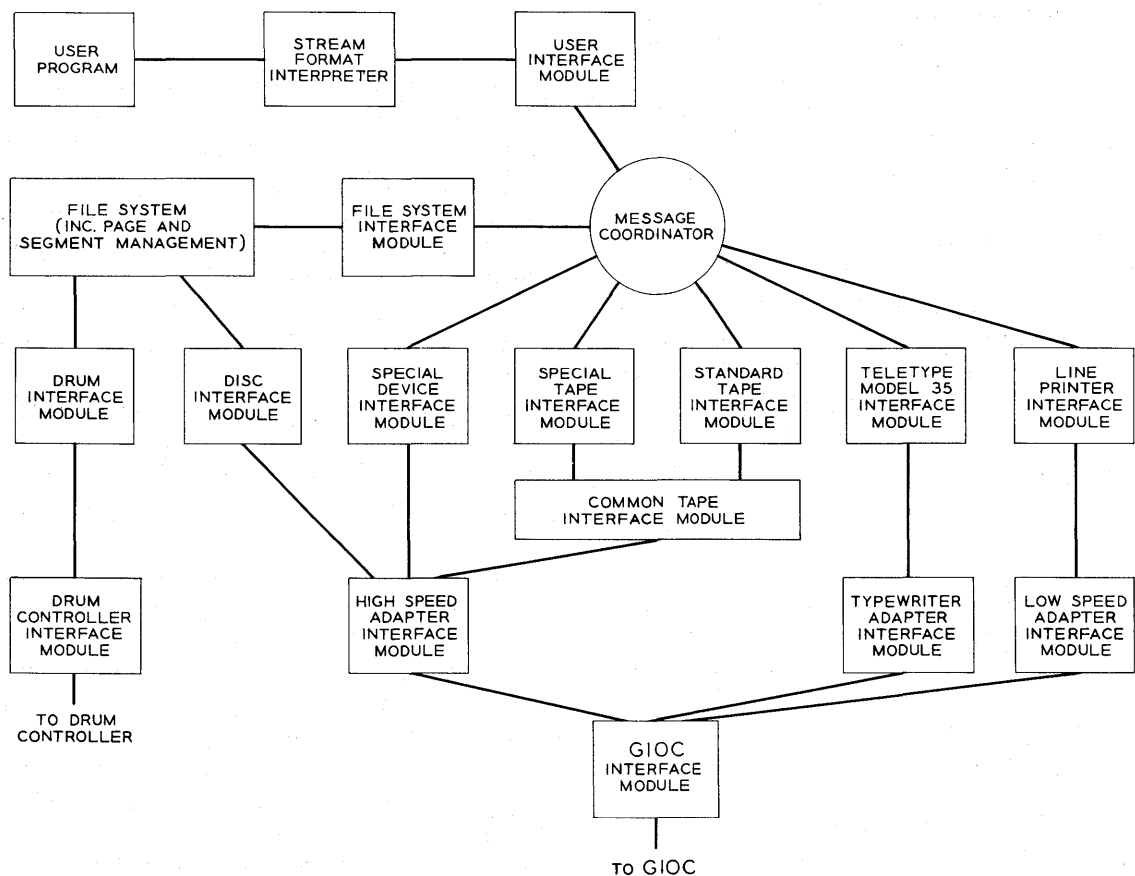 USER
PROGRAM
STREAM
FORMAT
INTERPRETER
USER
INTERFACE
MODULE
FILE SYSTEM
(INC. PAGE AND
SEGMENT MANAGEMENT)
FILE SYSTEM
INTERFACE
MODULE
MESSAGE
COORDINATOR
DRUM
INTERFACE
MODULE
DISC
INTERFACE
MODULE
SPECIAL
DEVICE
INTERFACE
MODULE
SPECIAL
TAPE
INTERFACE
MODULE
STANDARD
TAPE
INTERFACE
MODULE
TELETYPE
MODEL 35
INTERFACE
MODULE
LINE
PRINTER
INTERFACE
MODULE
COMMON TAPE
INTERFACE MODULE
DRUM
CONTROLLER
INTERFACE
MODULE
HIGH SPEED
ADAPTER
INTERFACE
MODULE
TYPEWRITER
ADAPTER
INTERFACE
MODULE
LOW SPEED
ADAPTER
INTERFACE
MODULE
TO DRUM
CONTROLLER
GIOC
INTERFACE
MODULE
TO GIOC